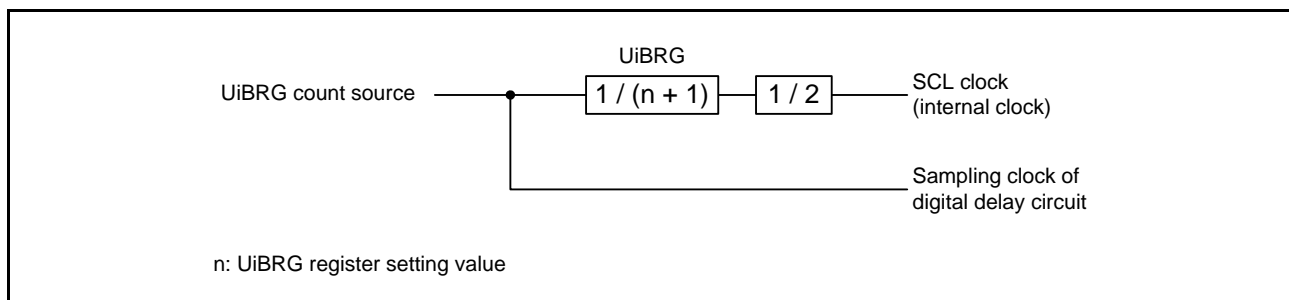 UiBRG
UiBRG count source
1 / (n + 1)
1 / 2
SCL clock
(internal clock)
Sampling clock of
digital delay circuit
n: UiBRG register setting value